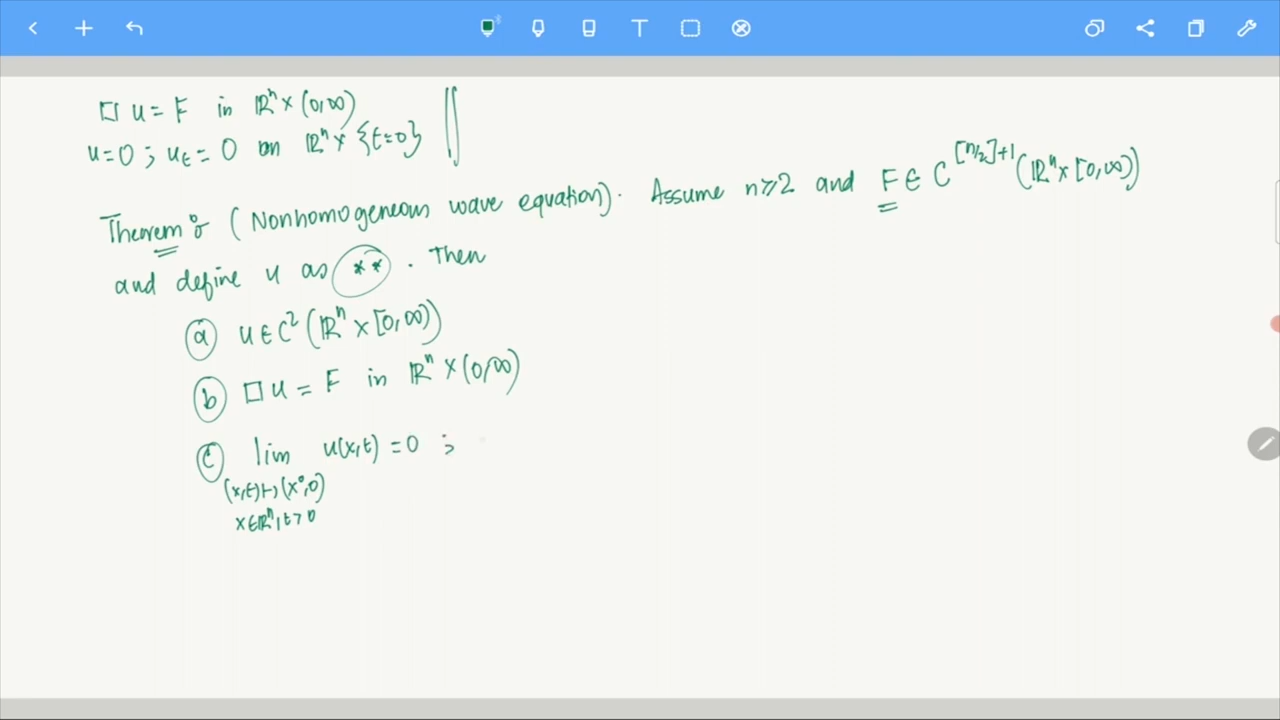 □ u = F in ℝⁿ × (0,∞)
u=0 ; u_t = 0 on ℝⁿ × {t=0}
Theorem : (Nonhomogeneous wave equation). Assume n ≥ 2 and F ∈ C^{[n/2]+1} (ℝⁿ × [0,∞))
and define u as ** . Then
(a) u ∈ C² (ℝⁿ × [0,∞))
(b) □ u = F in ℝⁿ × (0,∞)
(c) lim u(x,t) = 0 ;
(x,t) → (x⁰,0)
x ∈ ℝⁿ, t > 0